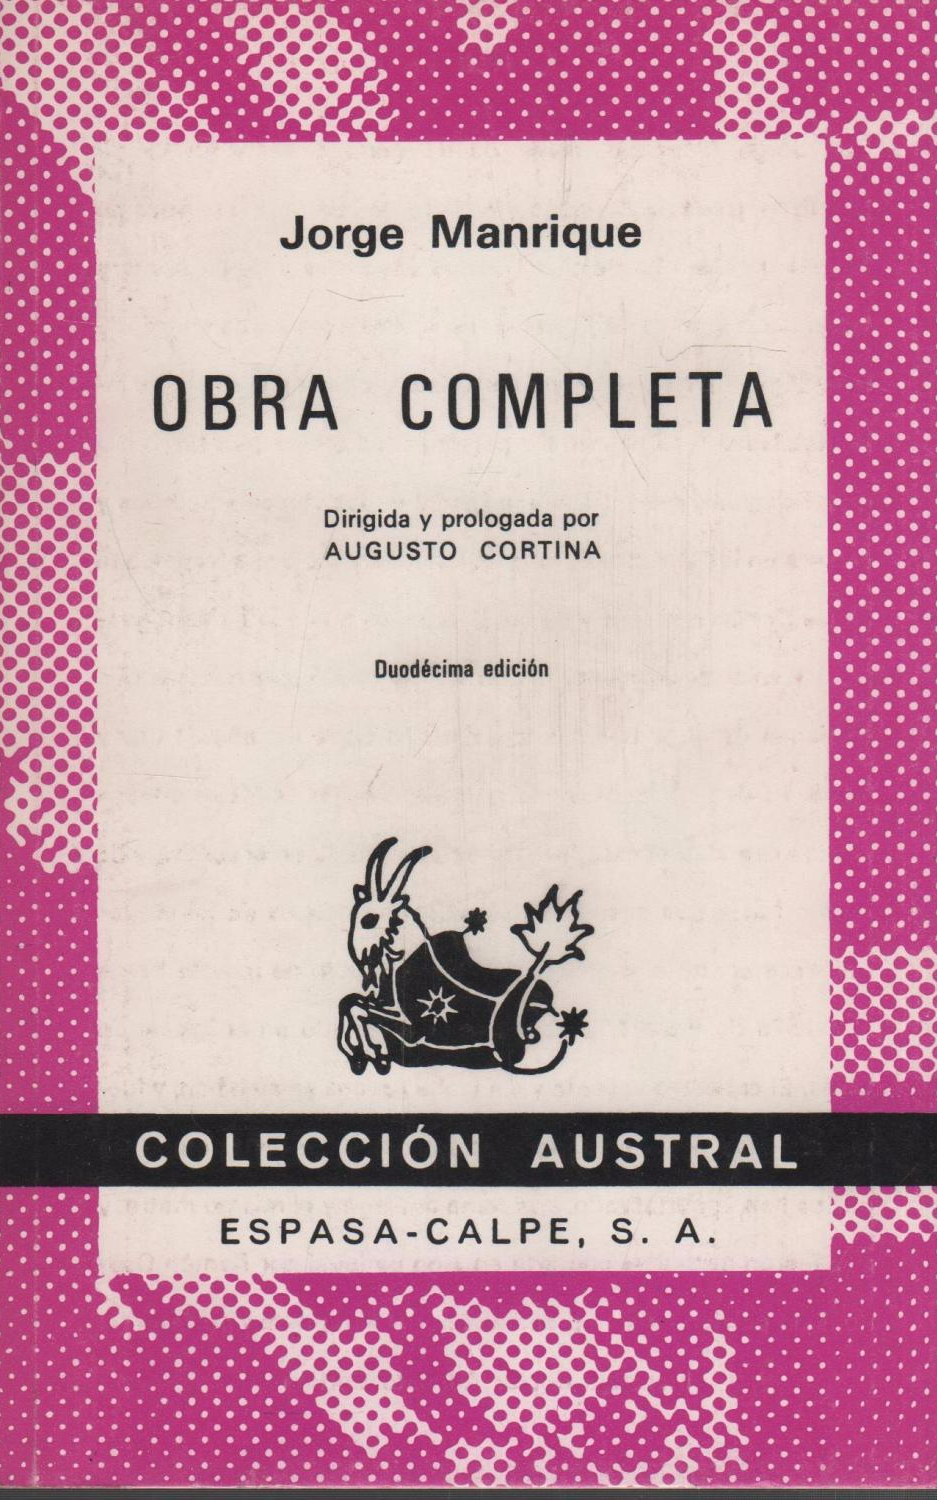 Jorge Manrique
OBRA COMPLETA
Dirigida y prologada por
AUGUSTO CORTINA
Duodécima edición
COLECCIÓN AUSTRAL
ESPASA-CALPE, S. A.